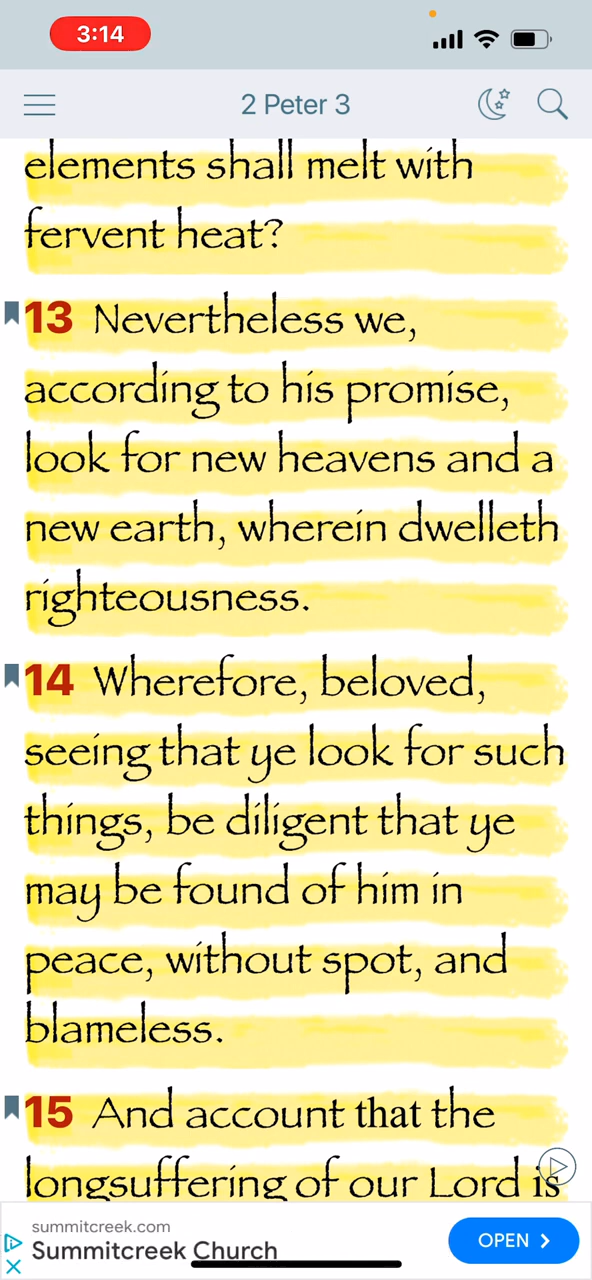 3:14
2 Peter 3
elements shall melt with
fervent heat?
13 Nevertheless we,
according to his promise,
look for new heavens and a
new earth, wherein dwelleth
righteousness.
14 Wherefore, beloved,
seeing that ye look for such
things, be diligent that ye
may be found of him in
peace, without spot, and
blameless.
15 And account that the
longsuffering of our Lord is
summitcreek.com
Summitcreek Church
OPEN